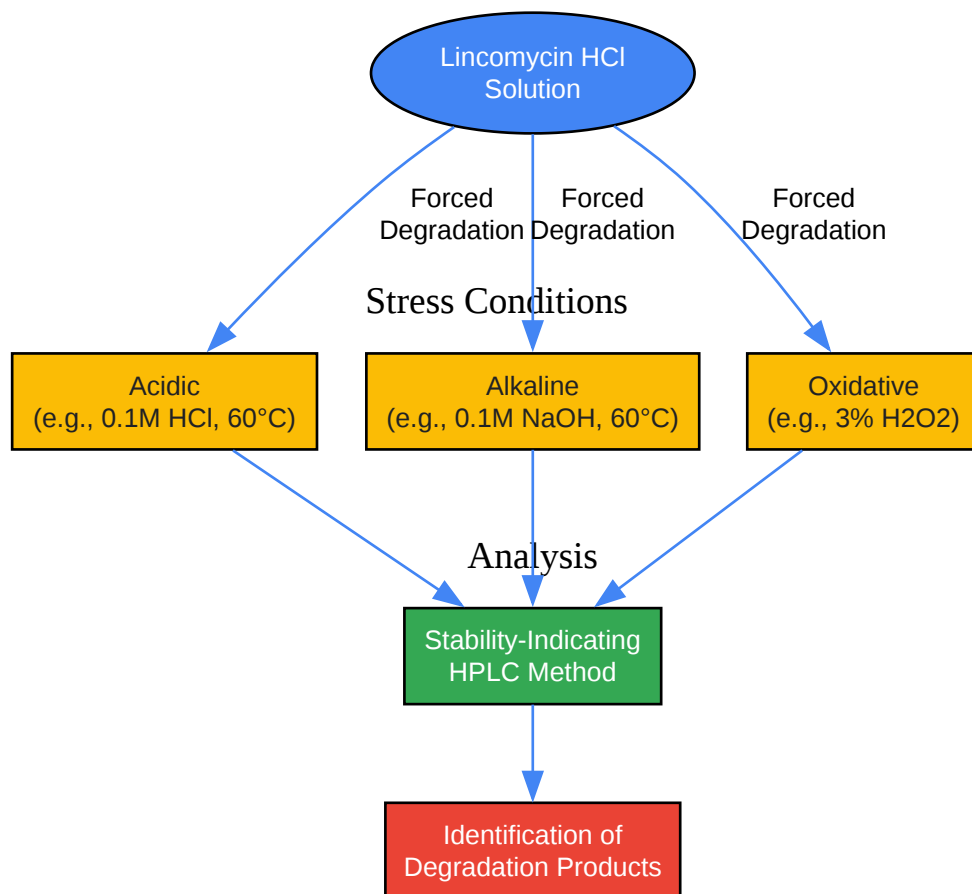 Lincomycin HCl
Solution
Forced
Degradation
Forced
Degradation
Forced
Degradation
Stress Conditions
Acidic
(e.g., 0.1M HCl, 60°C)
Alkaline
(e.g., 0.1M NaOH, 60°C)
Oxidative
(e.g., 3% H2O2)
Analysis
Stability-Indicating
HPLC Method
Identification of
Degradation Products